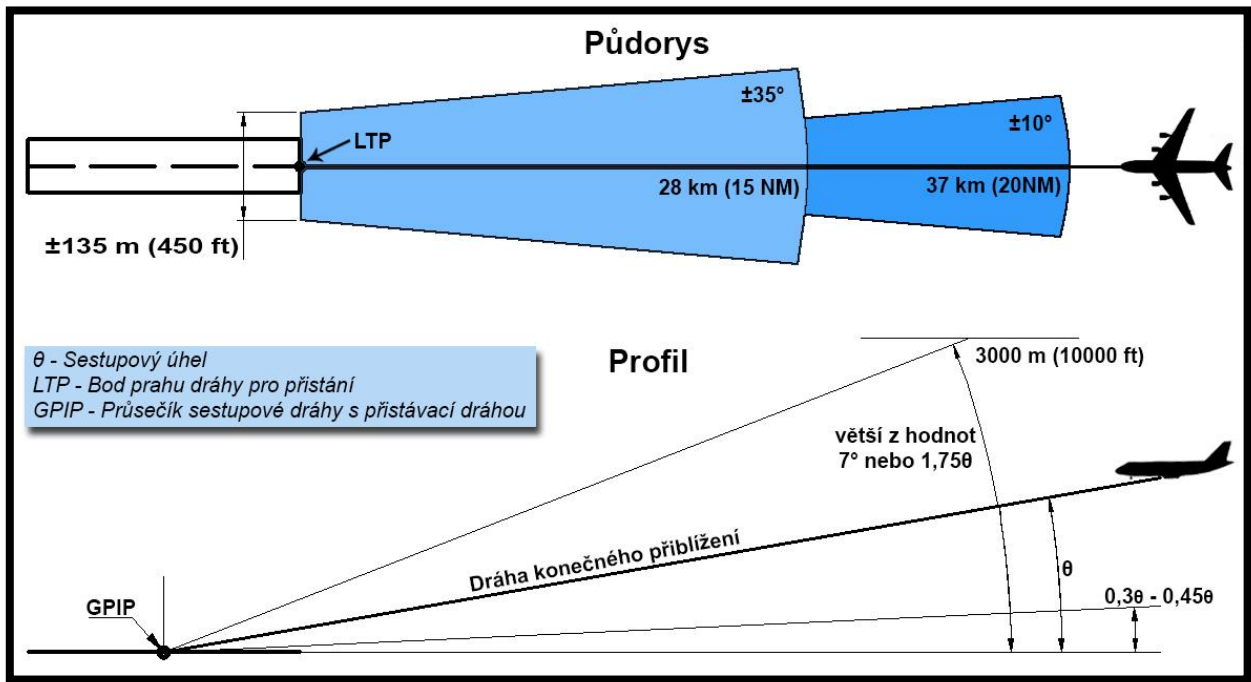 Půdorys
±35°
±10°
LTP
28 km (15 NM)
37 km (20NM)
±135 m (450 ft)
θ - Sestupový úhel
LTP - Bod prahu dráhy pro přistání
GPIP - Průsečík sestupové dráhy s přistávací dráhou
Profil
3000 m (10000 ft)
větší z hodnot
7° nebo 1,75θ
Dráha konečného přiblížení
θ
0,3θ - 0,45θ
GPIP